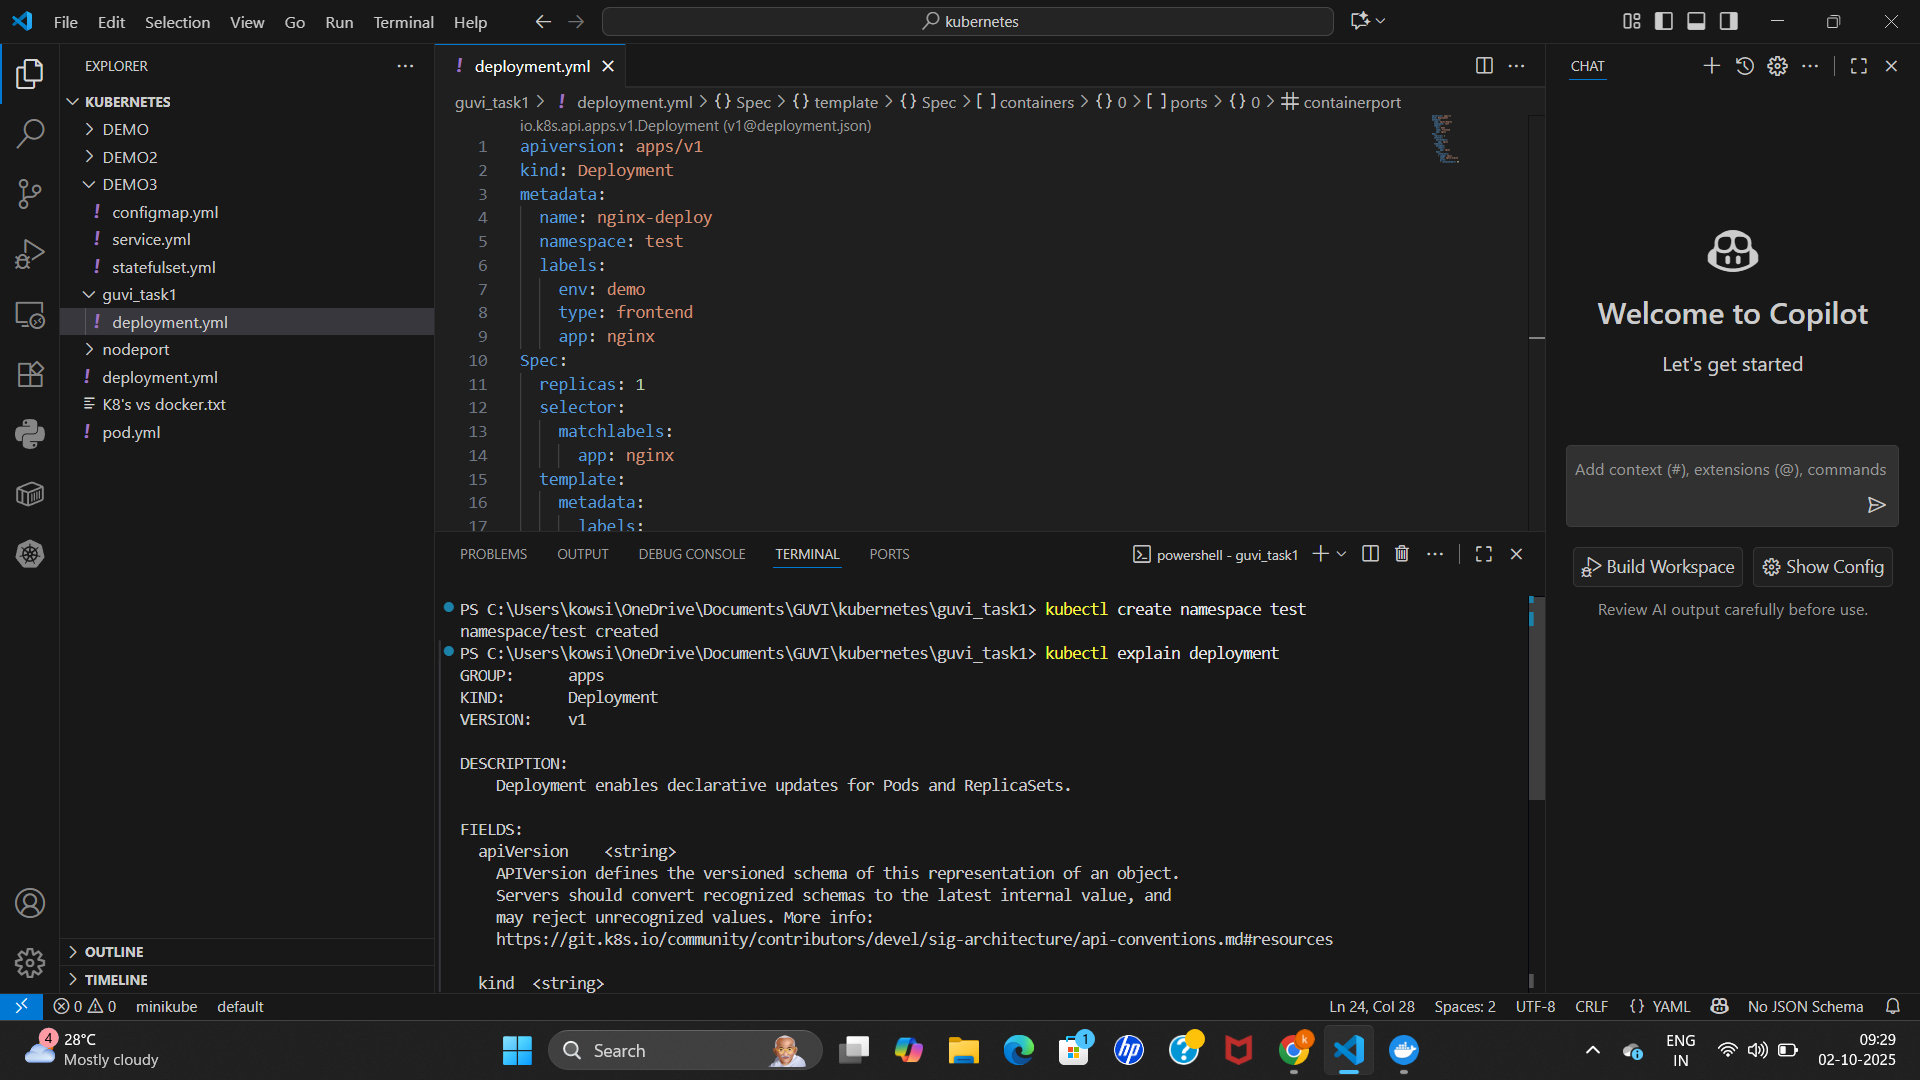 File Edit Selection View Go Run Terminal Help
kubernetes
EXPLORER
KUBERNETES
DEMO
DEMO2
DEMO3
configmap.yml
service.yml
statefulset.yml
guvi_task1
deployment.yml
nodeport
deployment.yml
K8's vs docker.txt
pod.yml
OUTLINE
TIMELINE
deployment.yml
guvi_task1 > deployment.yml > {} Spec > {} template > {} Spec > [ ] containers > {} 0 > [ ] ports > {} 0 > # containerport
io.k8s.api.apps.v1.Deployment (v1@deployment.json)
1 apiversion: apps/v1
2 kind: Deployment
3 metadata:
4 name: nginx-deploy
5 namespace: test
6 labels:
7 env: demo
8 type: frontend
9 app: nginx
10 Spec:
11 replicas: 1
12 selector:
13 matchlabels:
14 app: nginx
15 template:
16 metadata:
17 labels:
PROBLEMS OUTPUT DEBUG CONSOLE TERMINAL PORTS
powershell - guvi_task1
PS C:\Users\kowsi\OneDrive\Documents\GUVI\kubernetes\guvi_task1> kubectl create namespace test
namespace/test created
PS C:\Users\kowsi\OneDrive\Documents\GUVI\kubernetes\guvi_task1> kubectl explain deployment
GROUP: apps
KIND: Deployment
VERSION: v1
DESCRIPTION:
Deployment enables declarative updates for Pods and ReplicaSets.
FIELDS:
apiVersion <string>
APIVersion defines the versioned schema of this representation of an object.
Servers should convert recognized schemas to the latest internal value, and
may reject unrecognized values. More info:
https://git.k8s.io/community/contributors/devel/sig-architecture/api-conventions.md#resources
kind <string>
CHAT
Welcome to Copilot
Let's get started
Add context (#), extensions (@), commands
Build Workspace
Show Config
Review AI output carefully before use.
0 0 minikube default
Ln 24, Col 28 Spaces: 2 UTF-8 CRLF {} YAML No JSON Schema
4
28°C
Mostly cloudy
Search
1
hp
k
ENG
IN
09:29
02-10-2025